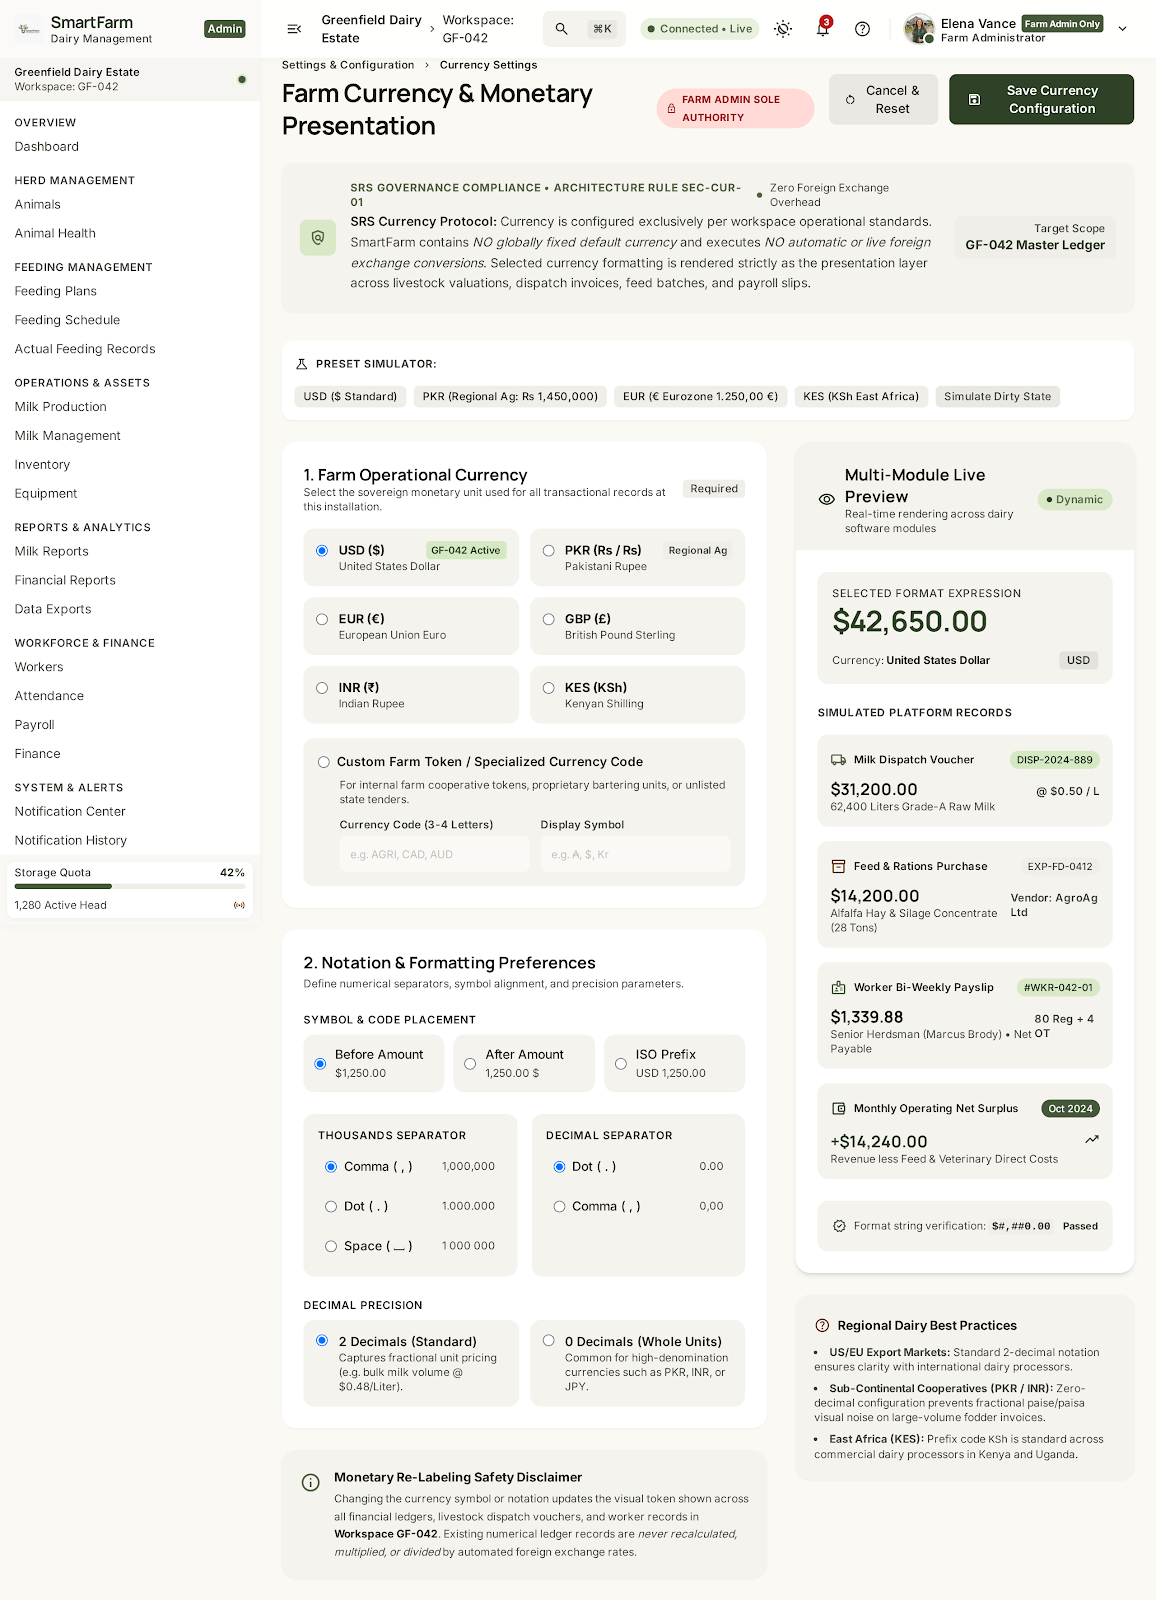 SmartFarm
Dairy Management
Admin
Greenfield Dairy Estate
Workspace: GF-042
OVERVIEW
Dashboard
HERD MANAGEMENT
Animals
Animal Health
FEEDING MANAGEMENT
Feeding Plans
Feeding Schedule
Actual Feeding Records
OPERATIONS & ASSETS
Milk Production
Milk Management
Inventory
Equipment
REPORTS & ANALYTICS
Milk Reports
Financial Reports
Data Exports
WORKFORCE & FINANCE
Workers
Attendance
Payroll
Finance
SYSTEM & ALERTS
Notification Center
Notification History
Storage Quota 42%
1,280 Active Head
Greenfield Dairy
Estate
›
Workspace:
GF-042
⌘K
Connected • Live
3
Elena Vance Farm Admin Only
Farm Administrator
Settings & Configuration › Currency Settings
Farm Currency & Monetary
Presentation
FARM ADMIN SOLE
AUTHORITY
Cancel &
Reset
Save Currency
Configuration
SRS GOVERNANCE COMPLIANCE • ARCHITECTURE RULE SEC-CUR-
01
• Zero Foreign Exchange
Overhead
SRS Currency Protocol: Currency is configured exclusively per workspace operational standards.
SmartFarm contains NO globally fixed default currency and executes NO automatic or live foreign
exchange conversions. Selected currency formatting is rendered strictly as the presentation layer
across livestock valuations, dispatch invoices, feed batches, and payroll slips.
Target Scope
GF-042 Master Ledger
PRESET SIMULATOR:
USD ($ Standard)
PKR (Regional Ag: Rs 1,450,000)
EUR (€ Eurozone 1.250,00 €)
KES (KSh East Africa)
Simulate Dirty State
1. Farm Operational Currency
Select the sovereign monetary unit used for all transactional records at
this installation.
Required
USD ($) GF-042 Active
United States Dollar
PKR (Rs / Rs) Regional Ag
Pakistani Rupee
EUR (€)
European Union Euro
GBP (£)
British Pound Sterling
INR (₹)
Indian Rupee
KES (KSh)
Kenyan Shilling
Custom Farm Token / Specialized Currency Code
For internal farm cooperative tokens, proprietary bartering units, or unlisted
state tenders.
Currency Code (3-4 Letters)
e.g. AGRI, CAD, AUD
Display Symbol
e.g. ₳, $, Kr
2. Notation & Formatting Preferences
Define numerical separators, symbol alignment, and precision parameters.
SYMBOL & CODE PLACEMENT
Before Amount
$1,250.00
After Amount
1,250.00 $
ISO Prefix
USD 1,250.00
THOUSANDS SEPARATOR
Comma ( , ) 1,000,000
Dot ( . ) 1.000.000
Space ( _ ) 1 000 000
DECIMAL SEPARATOR
Dot ( . ) 0.00
Comma ( , ) 0,00
DECIMAL PRECISION
2 Decimals (Standard)
Captures fractional unit pricing
(e.g. bulk milk volume @
$0.48/Liter).
0 Decimals (Whole Units)
Common for high-denomination
currencies such as PKR, INR, or
JPY.
Monetary Re-Labeling Safety Disclaimer
Changing the currency symbol or notation updates the visual token shown across
all financial ledgers, livestock dispatch vouchers, and worker records in
Workspace GF-042. Existing numerical ledger records are never recalculated,
multiplied, or divided by automated foreign exchange rates.
Multi-Module Live
Preview
Real-time rendering across dairy
software modules
Dynamic
SELECTED FORMAT EXPRESSION
$42,650.00
Currency: United States Dollar USD
SIMULATED PLATFORM RECORDS
Milk Dispatch Voucher DISP-2024-889
$31,200.00 @ $0.50 / L
62,400 Liters Grade-A Raw Milk
Feed & Rations Purchase EXP-FD-0412
$14,200.00
Alfalfa Hay & Silage Concentrate
(28 Tons)
Vendor: AgroAg
Ltd
Worker Bi-Weekly Payslip #WKR-042-01
$1,339.88
Senior Herdsman (Marcus Brody) • Net
Payable
80 Reg + 4
OT
Monthly Operating Net Surplus Oct 2024
+$14,240.00
Revenue less Feed & Veterinary Direct Costs
Format string verification: $#,##0.00 Passed
Regional Dairy Best Practices
• US/EU Export Markets: Standard 2-decimal notation
ensures clarity with international dairy processors.
• Sub-Continental Cooperatives (PKR / INR): Zero-
decimal configuration prevents fractional paise/paisa
visual noise on large-volume fodder invoices.
• East Africa (KES): Prefix code KSh is standard across
commercial dairy processors in Kenya and Uganda.